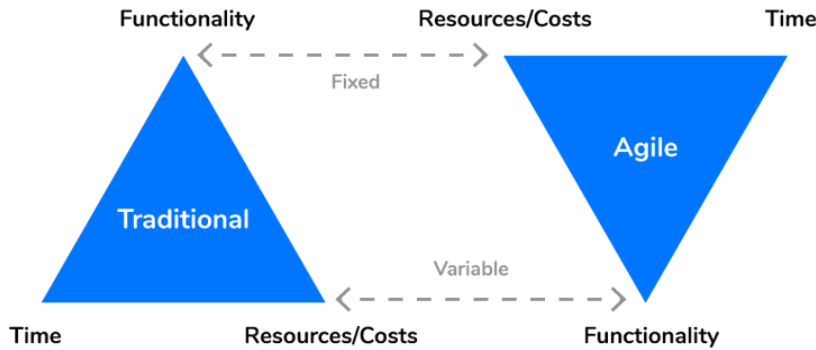 Functionality
Resources/Costs
Time
Fixed
Agile
Traditional
Variable
Time
Resources/Costs
Functionality